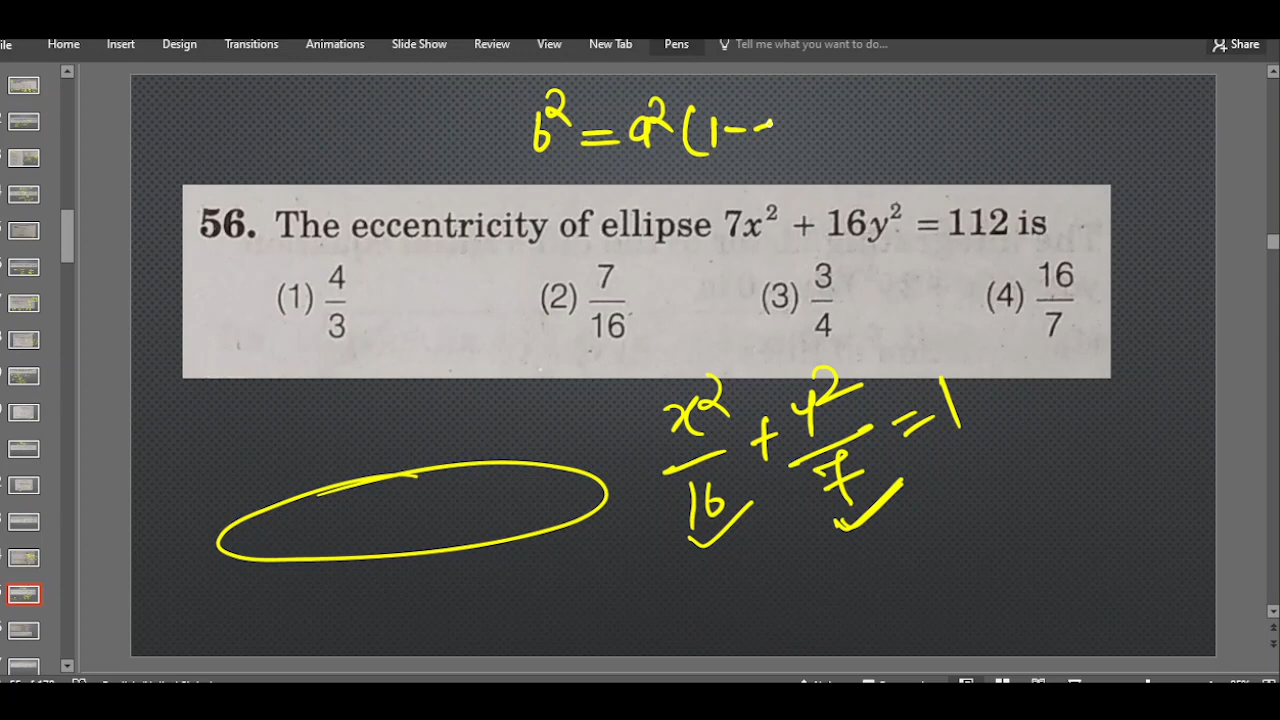 File Home Insert Design Transitions Animations Slide Show Review View New Tab Pens Tell me what you want to do... Share
b² = a² (1 -
56. The eccentricity of ellipse 7x² + 16y² = 112 is
(1) 4/3 (2) 7/16 (3) 3/4 (4) 16/7
x²/16 + y²/7 = 1